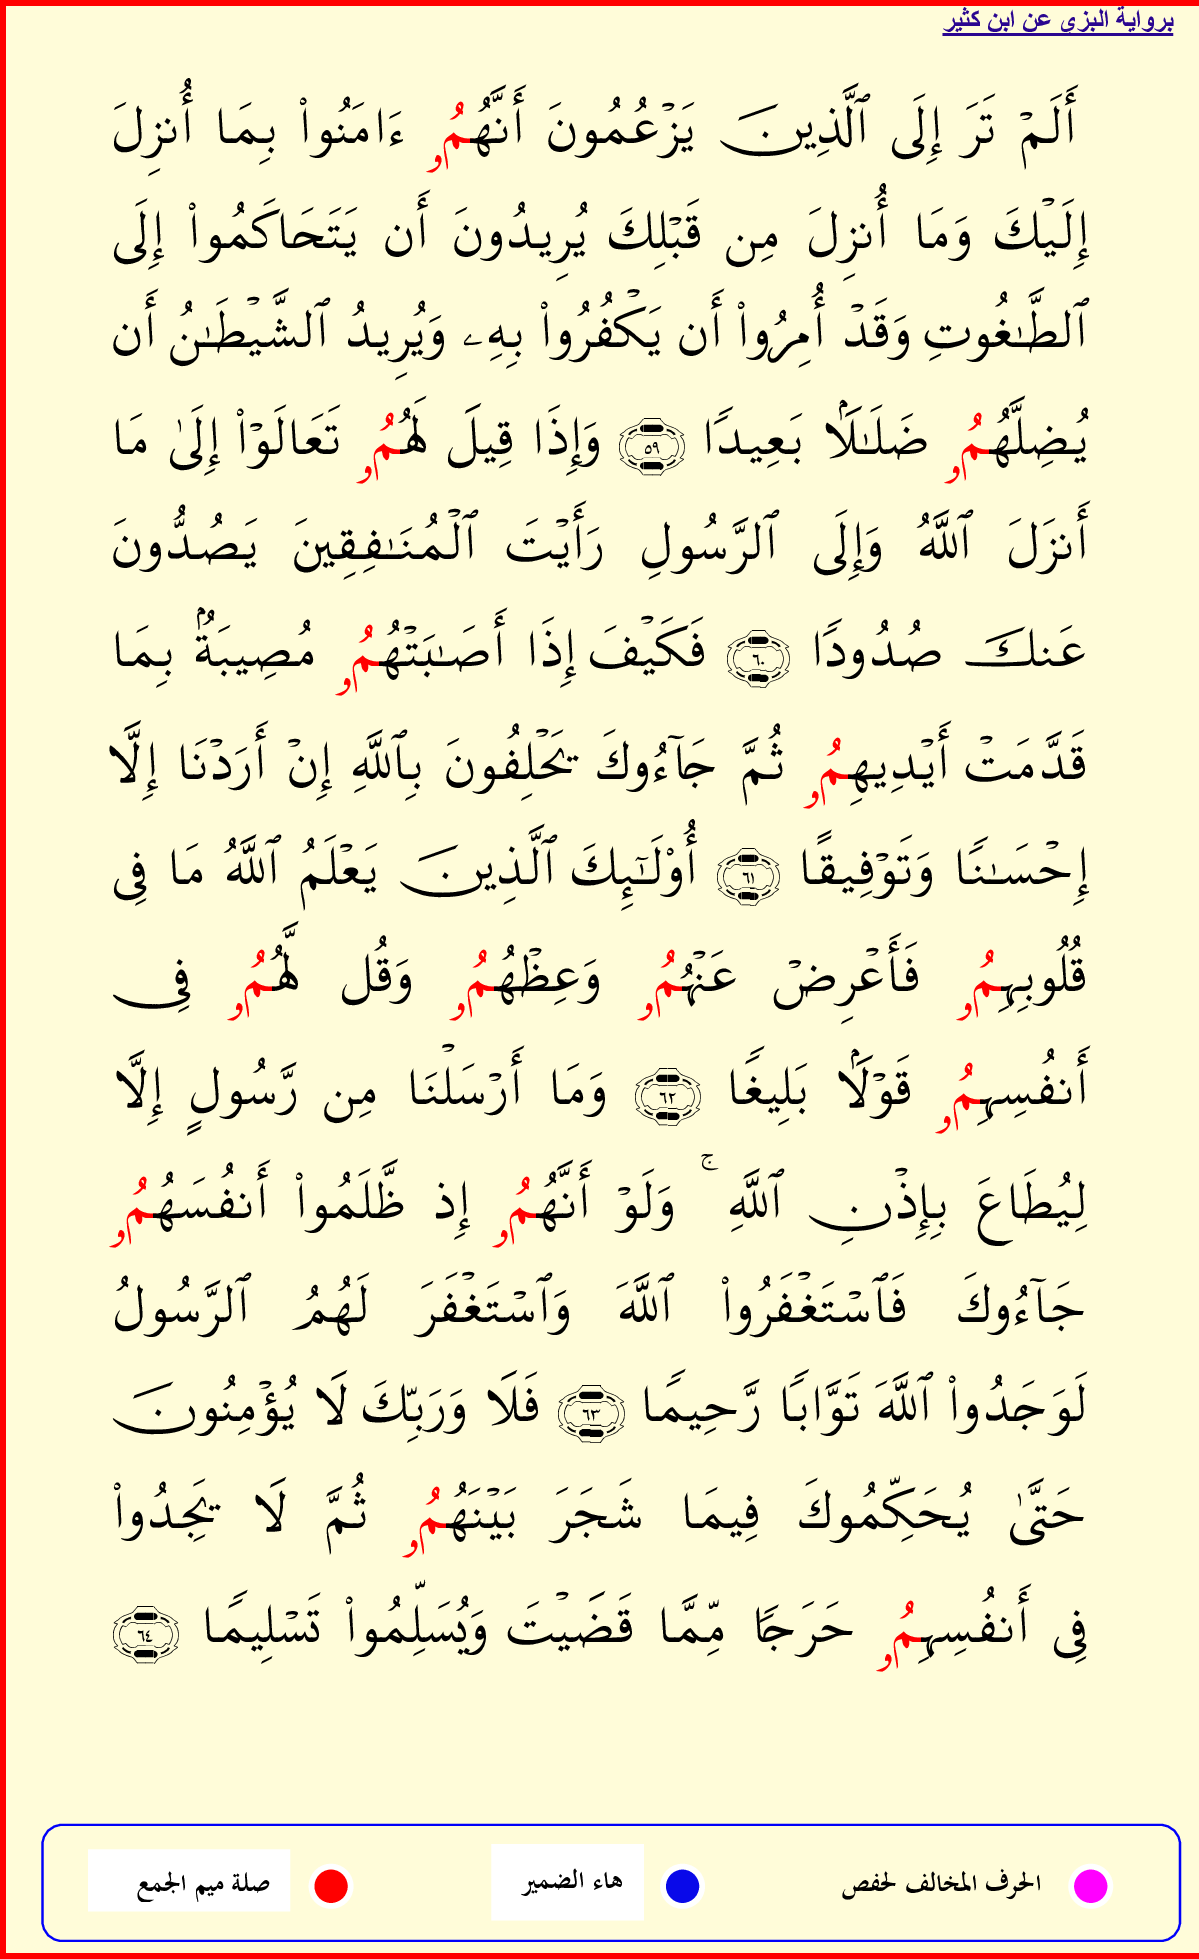 برواية البزى عن ابن كثير
أَلَمْ تَرَ إِلَى ٱلَّذِينَ يَزْعُمُونَ أَنَّهُمُۥ ءَامَنُوا۟ بِمَا أُنزِلَ
إِلَيْكَ وَمَا أُنزِلَ مِن قَبْلِكَ يُرِيدُونَ أَن يَتَحَاكَمُوا۟ إِلَى
ٱلطَّـٰغُوتِ وَقَدْ أُمِرُوا۟ أَن يَكْفُرُوا۟ بِهِۦ وَيُرِيدُ ٱلشَّيْطَـٰنُ أَن
يُضِلَّهُمُۥ ضَلَـٰلَۢا بَعِيدًا ٥٩ وَإِذَا قِيلَ لَهُمُۥ تَعَالَوْا۟ إِلَىٰ مَا
أَنزَلَ ٱللَّهُ وَإِلَى ٱلرَّسُولِ رَأَيْتَ ٱلْمُنَـٰفِقِينَ يَصُدُّونَ
عَنكَ صُدُودًا ٦٠ فَكَيْفَ إِذَا أَصَـٰبَتْهُمُۥ مُصِيبَةُۢ بِمَا
قَدَّمَتْ أَيْدِيهِمُۥ ثُمَّ جَآءُوكَ يَحْلِفُونَ بِٱللَّهِ إِنْ أَرَدْنَا إِلَّا
إِحْسَـٰنًا وَتَوْفِيقًا ٦١ أُو۟لَـٰٓئِكَ ٱلَّذِينَ يَعْلَمُ ٱللَّهُ مَا فِى
قُلُوبِهِمُۥ فَأَعْرِضْ عَنْهُمُۥ وَعِظْهُمُۥ وَقُل لَّهُمُۥ فِى
أَنفُسِهِمُۥ قَوْلَۢا بَلِيغًا ٦٢ وَمَا أَرْسَلْنَا مِن رَّسُولٍ إِلَّا
لِيُطَاعَ بِإِذْنِ ٱللَّهِ ۚ وَلَوْ أَنَّهُمُۥ إِذ ظَّلَمُوا۟ أَنفُسَهُمُۥ
جَآءُوكَ فَٱسْتَغْفَرُوا۟ ٱللَّهَ وَٱسْتَغْفَرَ لَهُمُ ٱلرَّسُولُ
لَوَجَدُوا۟ ٱللَّهَ تَوَّابًا رَّحِيمًا ٦٣ فَلَا وَرَبِّكَ لَا يُؤْمِنُونَ
حَتَّىٰ يُحَكِّمُوكَ فِيمَا شَجَرَ بَيْنَهُمُۥ ثُمَّ لَا يَجِدُوا۟
فِى أَنفُسِهِمُۥ حَرَجًا مِّمَّا قَضَيْتَ وَيُسَلِّمُوا۟ تَسْلِيمًا ٦٤
الحرف المخالف لحفص هاء الضمير صلة ميم الجمع